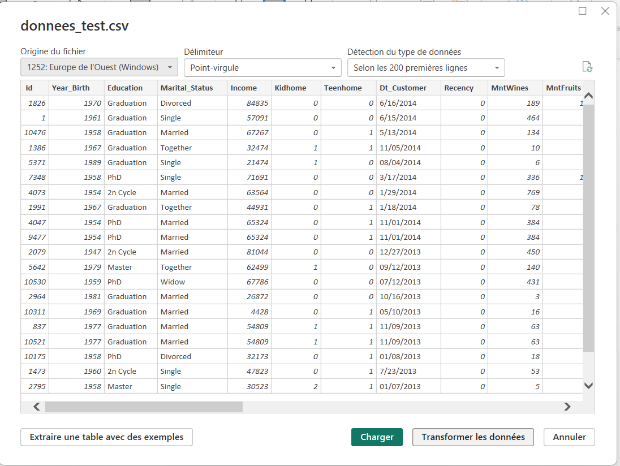 donnees_test.csv
Origine du fichier Délimiteur Détection du type de données
1252: Europe de l'Ouest (Windows) Point-virgule Selon les 200 premières lignes
Id Year_Birth Education Marital_Status Income Kidhome Teenhome Dt_Customer Recency MntWines MntFruits
1826 1970 Graduation Divorced 84835 0 0 6/16/2014 0 189 1
1 1961 Graduation Single 57091 0 0 6/15/2014 0 464
10476 1958 Graduation Married 67267 0 1 5/13/2014 0 134
1386 1967 Graduation Together 32474 1 1 11/05/2014 0 10
5371 1989 Graduation Single 21474 1 0 08/04/2014 0 6
7348 1958 PhD Single 71691 0 0 3/17/2014 0 336 1
4073 1954 2n Cycle Married 63564 0 0 1/29/2014 0 769
1991 1967 Graduation Together 44931 0 1 1/18/2014 0 78
4047 1954 PhD Married 65324 0 1 11/01/2014 0 384
9477 1954 PhD Married 65324 0 1 11/01/2014 0 384
2079 1947 2n Cycle Married 81044 0 0 12/27/2013 0 450
5642 1979 Master Together 62499 1 0 09/12/2013 0 140
10530 1959 PhD Widow 67786 0 0 07/12/2013 0 431
2964 1981 Graduation Married 26872 0 0 10/16/2013 0 3
10311 1969 Graduation Married 4428 0 1 05/10/2013 0 16
837 1977 Graduation Married 54809 1 1 11/09/2013 0 63
10521 1977 Graduation Married 54809 1 1 11/09/2013 0 63
10175 1958 PhD Divorced 32173 0 1 01/08/2013 0 18
1473 1960 2n Cycle Single 47823 0 1 7/23/2013 0 53
2795 1958 Master Single 30523 2 1 01/07/2013 0 5
Extraire une table avec des exemples Charger Transformer les données Annuler